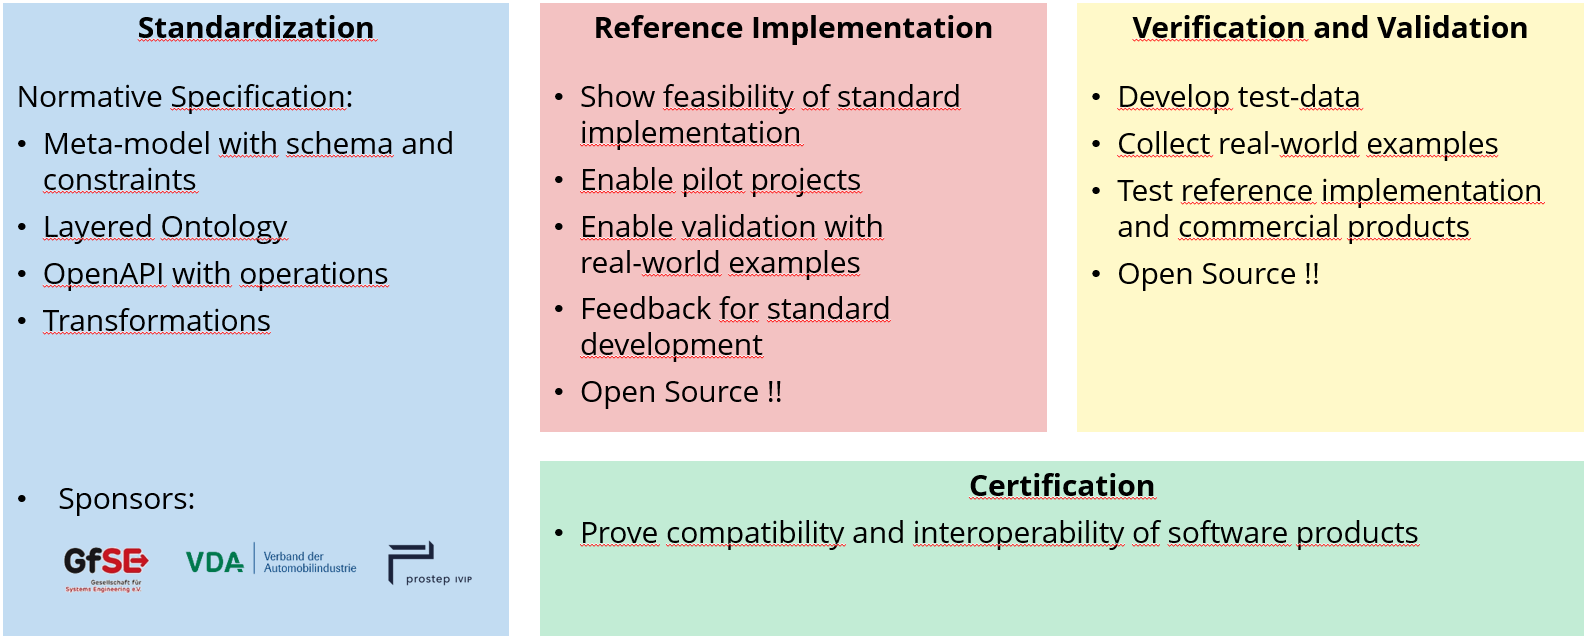 Standardization
Normative Specification:
• Meta-model with schema and
constraints
• Layered Ontology
• OpenAPI with operations
• Transformations
• Sponsors:
GfSE
Gesellschaft für
Systems Engineering e.V.
VDA
Verband der
Automobilindustrie
prostep IVIP
Reference Implementation
• Show feasibility of standard
implementation
• Enable pilot projects
• Enable validation with
real-world examples
• Feedback for standard
development
• Open Source !!
Verification and Validation
• Develop test-data
• Collect real-world examples
• Test reference implementation
and commercial products
• Open Source !!
Certification
• Prove compatibility and interoperability of software products